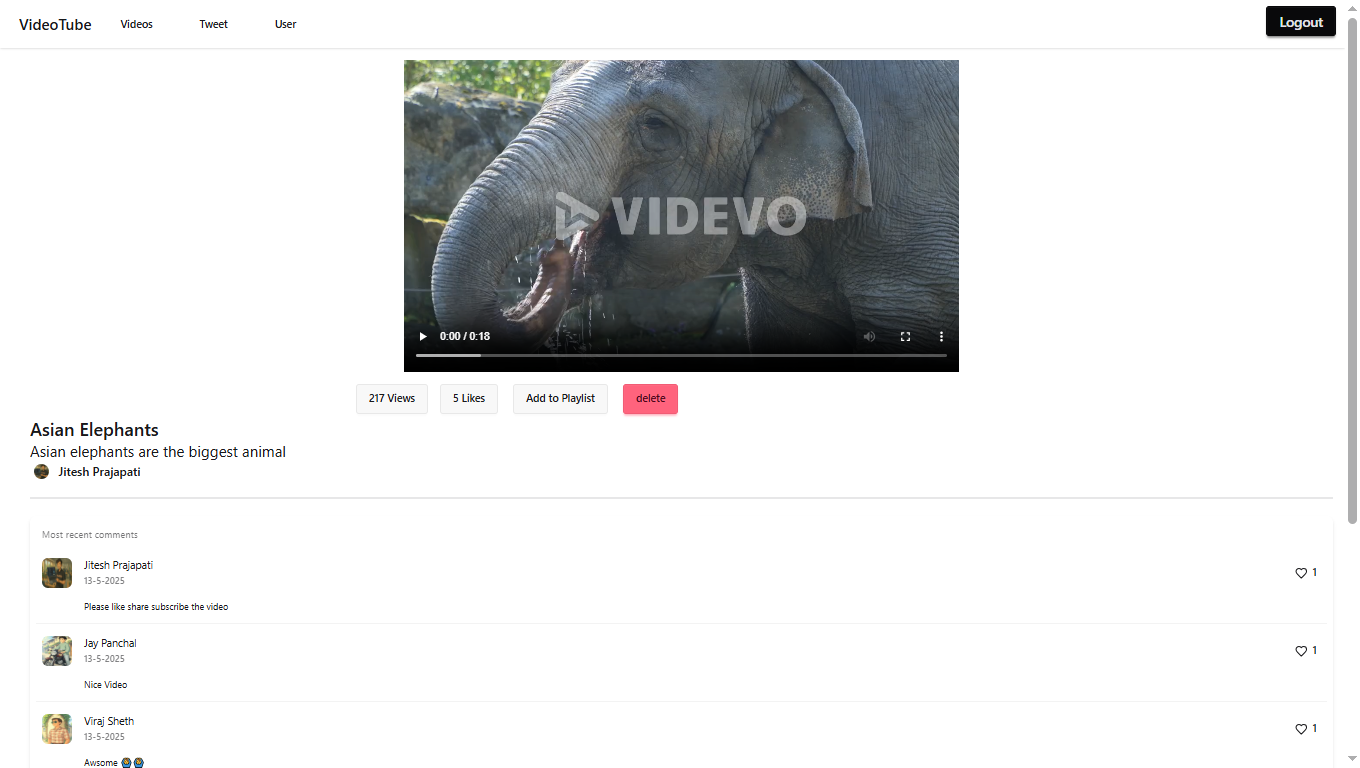 VideoTube Videos Tweet User Logout
VIDEVO
0:00 / 0:18
217 Views 5 Likes Add to Playlist delete
Asian Elephants
Asian elephants are the biggest animal
Jitesh Prajapati
Most recent comments
Jitesh Prajapati
13-5-2025
1
Please like share subscribe the video
Jay Panchal
13-5-2025
1
Nice Video
Viraj Sheth
13-5-2025
1
Awsome